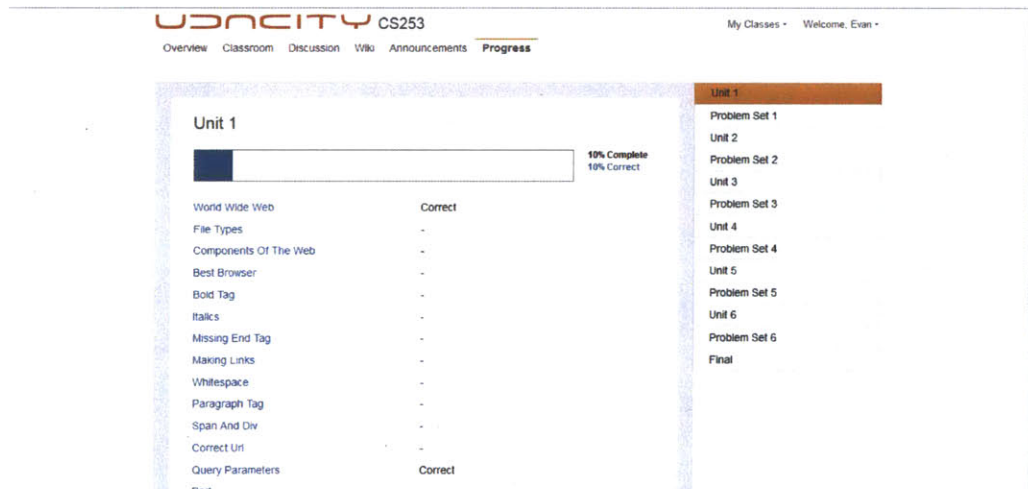 UDACITY CS253
My Classes Welcome, Evan
Overview Classroom Discussion Wiki Announcements Progress
Unit 1
10% Complete
10% Correct
World Wide Web Correct
File Types -
Components Of The Web -
Best Browser -
Bold Tag -
Italics -
Missing End Tag -
Making Links -
Whitespace -
Paragraph Tag -
Span And Div -
Correct Url -
Query Parameters Correct
Unit 1
Problem Set 1
Unit 2
Problem Set 2
Unit 3
Problem Set 3
Unit 4
Problem Set 4
Unit 5
Problem Set 5
Unit 6
Problem Set 6
Final